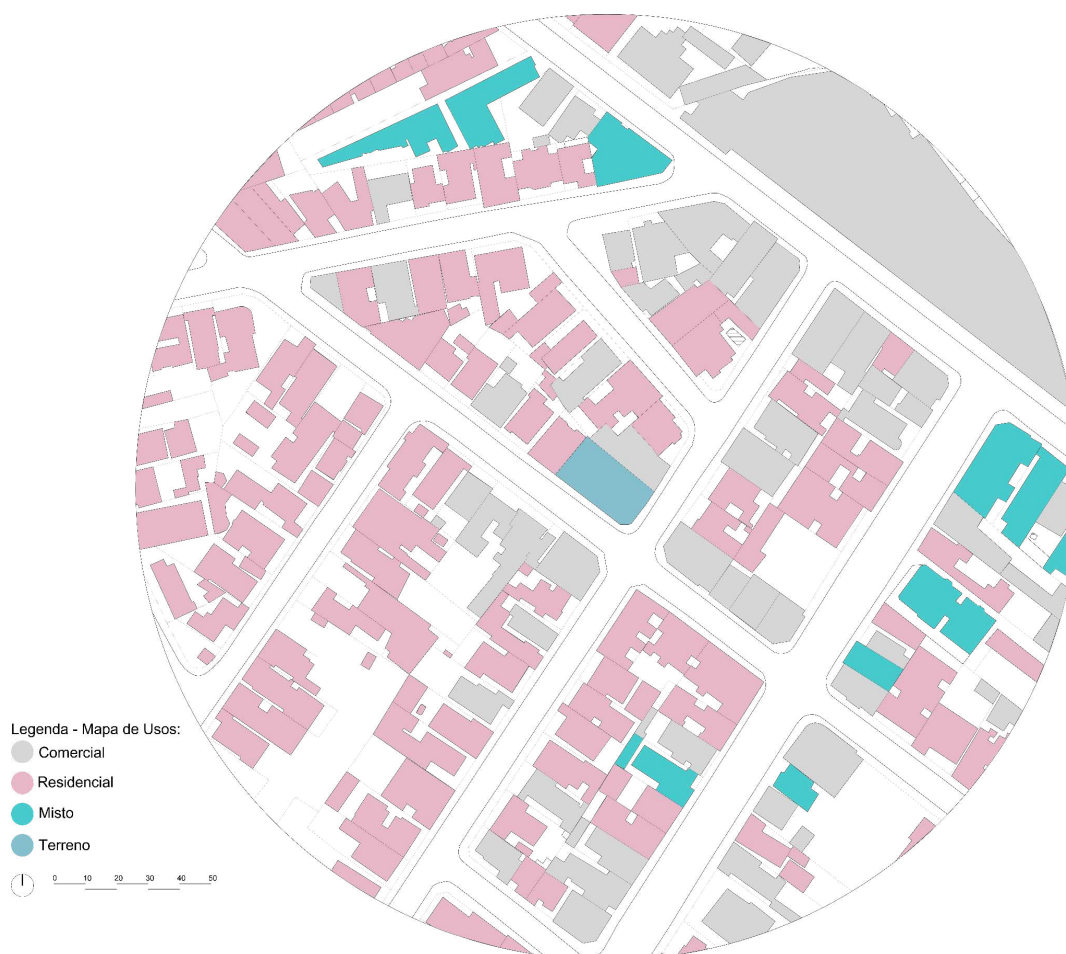 Legenda - Mapa de Usos:
Comercial
Residencial
Misto
Terreno
0 10 20 30 40 50